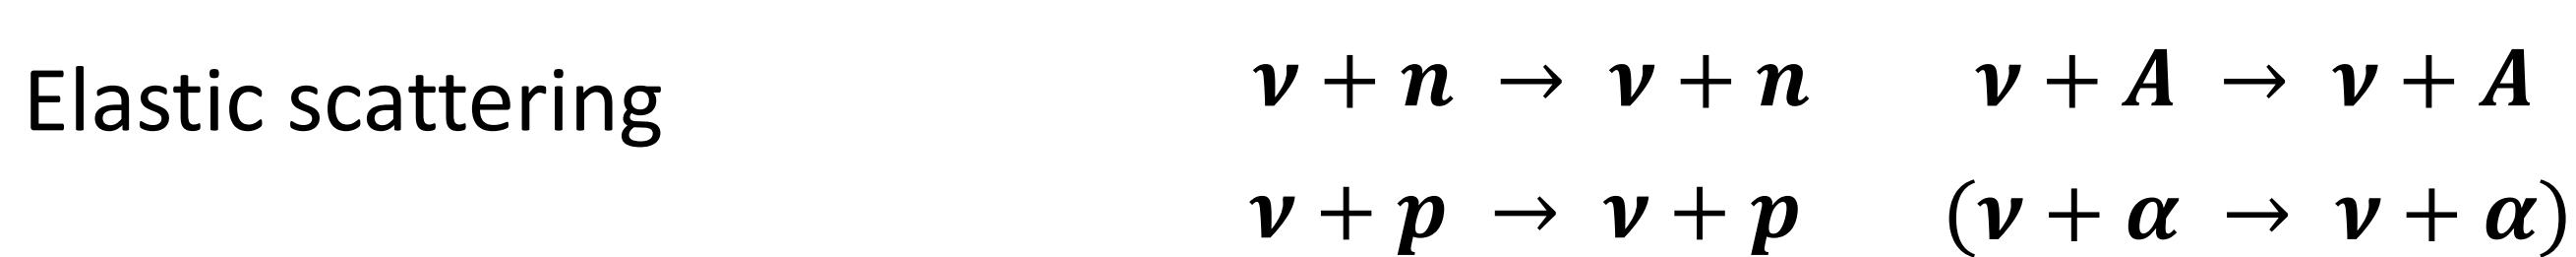 Elastic scattering
ν + n → ν + n ν + A → ν + A
ν + p → ν + p (ν + α → ν + α)